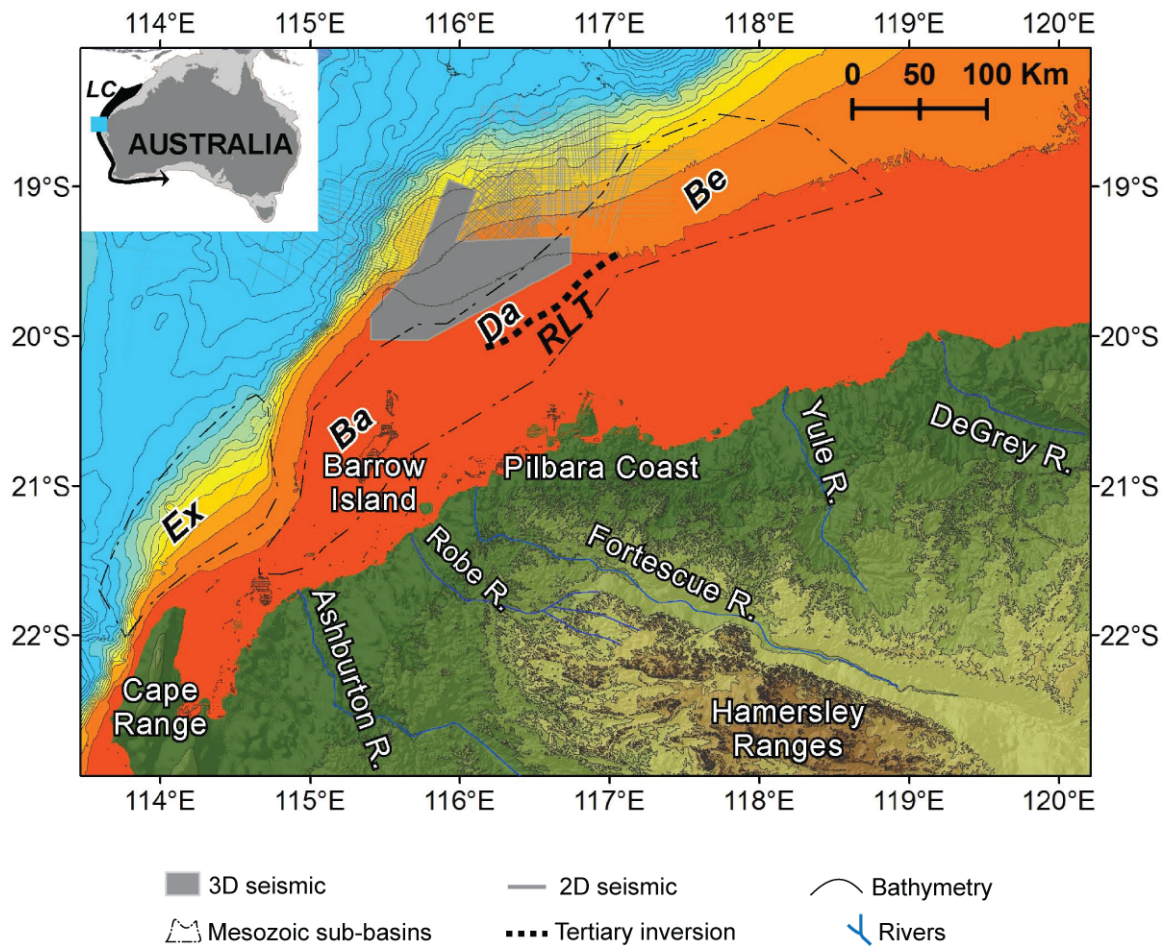 114°E 115°E 116°E 117°E 118°E 119°E 120°E
LC
AUSTRALIA
0 50 100 Km
19°S
19°S
Be
Da
RLT
20°S
20°S
Ba
Barrow
Island
Pilbara Coast
Yule R.
DeGrey R.
21°S
21°S
Ex
Robe R.
Fortescue R.
Ashburton R.
22°S
22°S
Cape
Range
Hamersley
Ranges
114°E 115°E 116°E 117°E 118°E 119°E 120°E
3D seismic 2D seismic Bathymetry
Mesozoic sub-basins Tertiary inversion Rivers